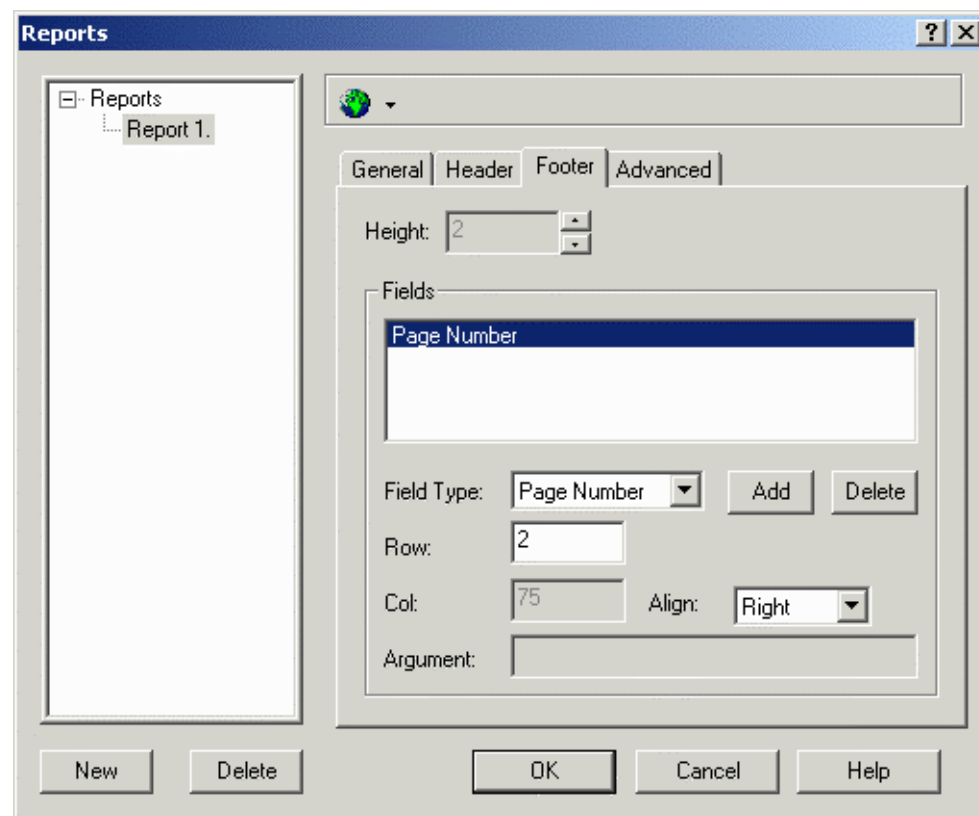 Reports
Reports
Report 1.
General Header Footer Advanced
Height: 2
Fields
Page Number
Field Type: Page Number Add Delete
Row: 2
Col: 75 Align: Right
Argument:
New Delete OK Cancel Help